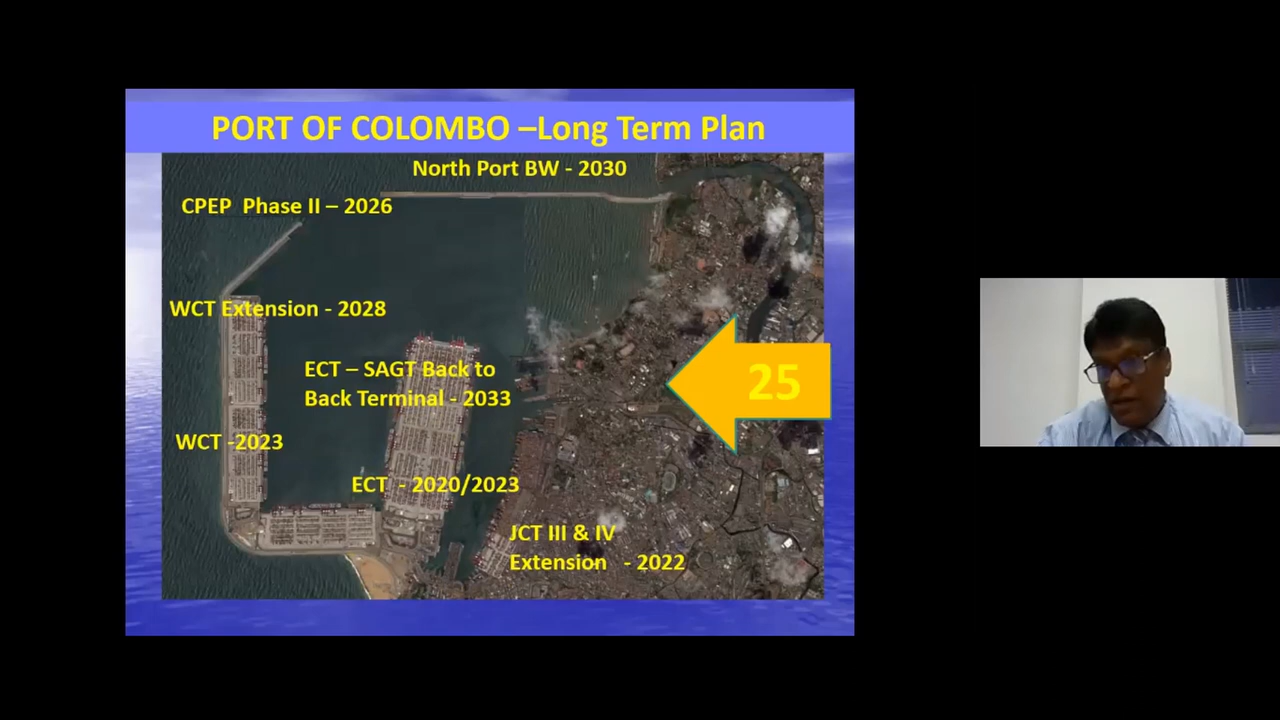 PORT OF COLOMBO –Long Term Plan
North Port BW - 2030
CPEP Phase II – 2026
WCT Extension - 2028
ECT – SAGT Back to
Back Terminal - 2033
25
WCT -2023
ECT - 2020/2023
JCT III & IV
Extension - 2022